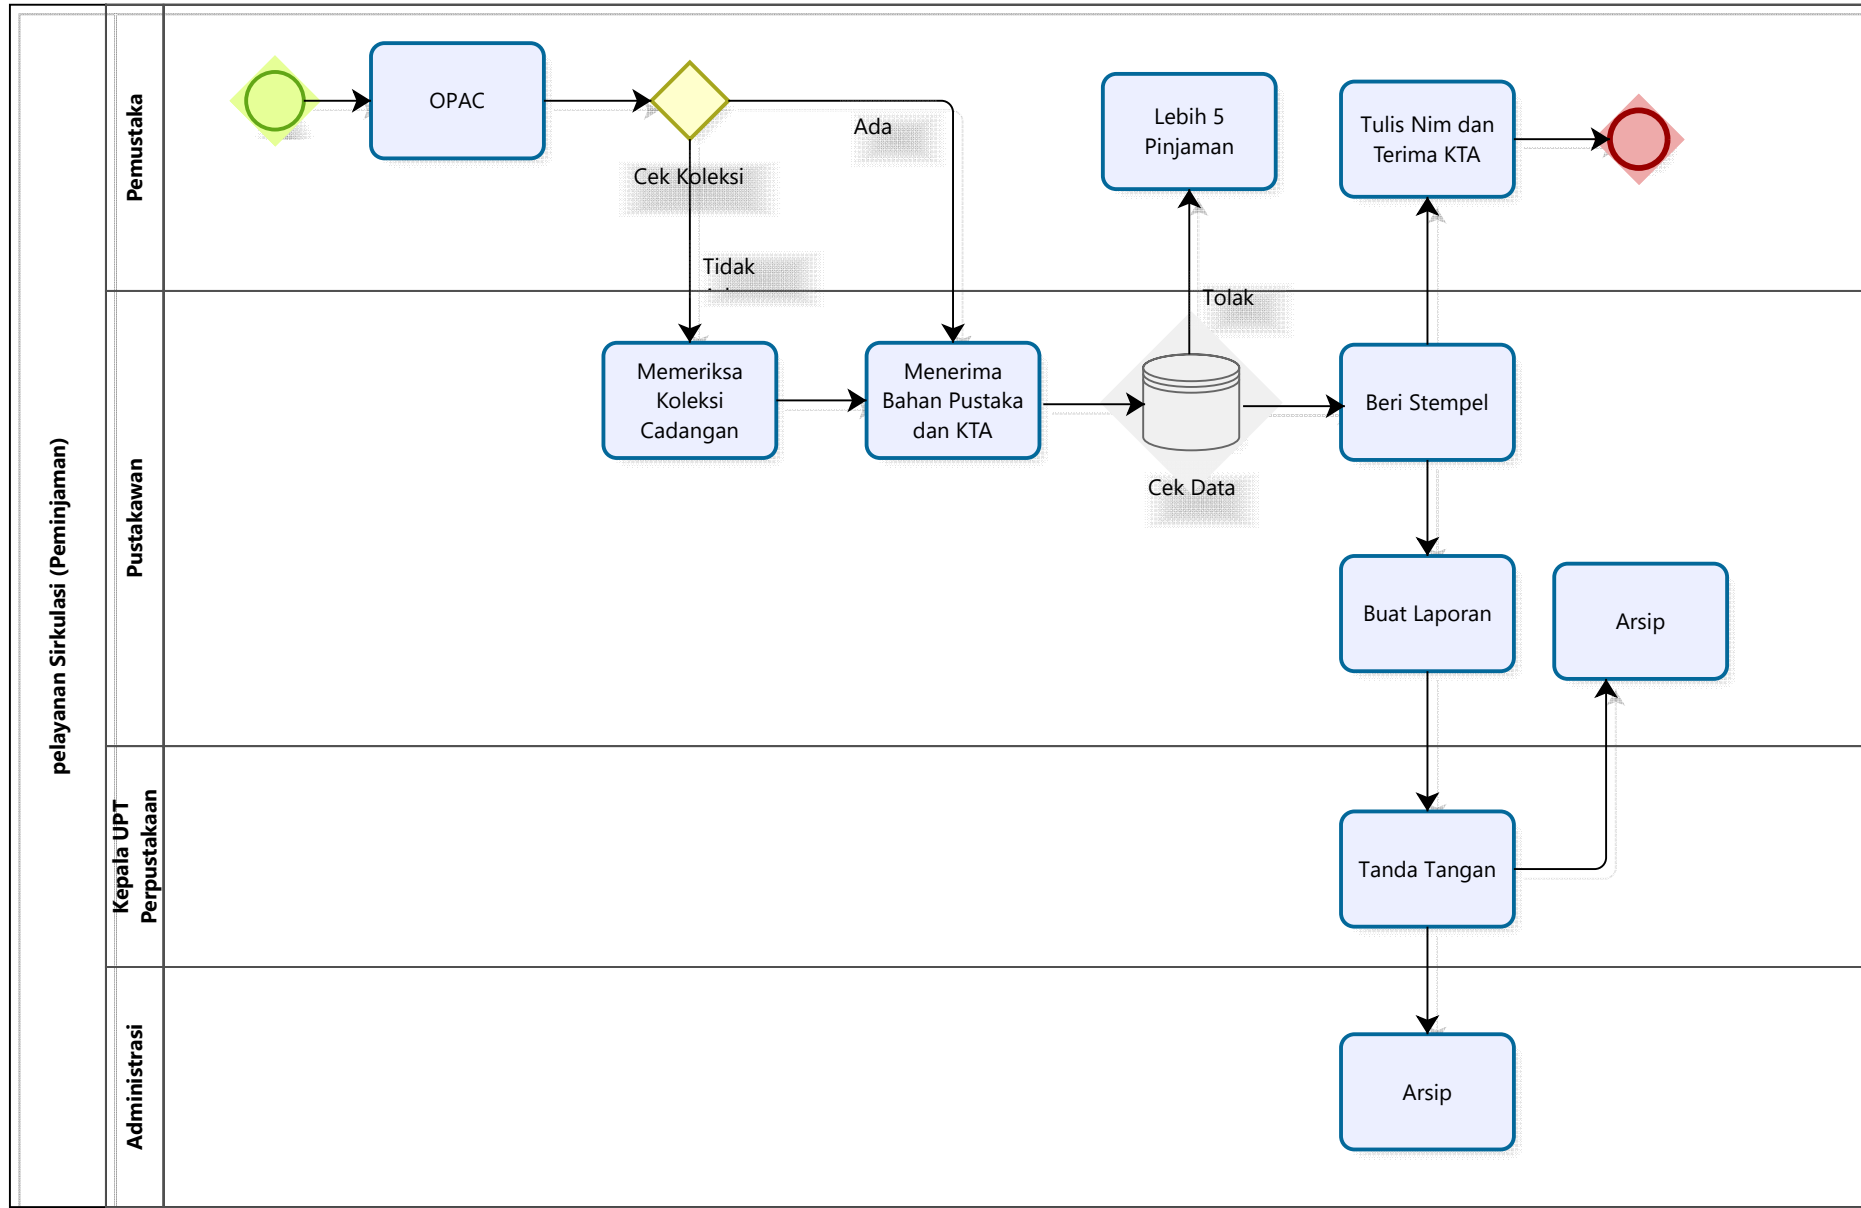 pelayanan Sirkulasi (Peminjaman)
Pemustaka
OPAC
Cek Koleksi
Ada
Tidak
Lebih 5
Pinjaman
Tulis Nim dan
Terima KTA
Pustakawan
Memeriksa
Koleksi
Cadangan
Menerima
Bahan Pustaka
dan KTA
Tolak
Cek Data
Beri Stempel
Buat Laporan
Arsip
Kepala UPT
Perpustakaan
Tanda Tangan
Administrasi
Arsip